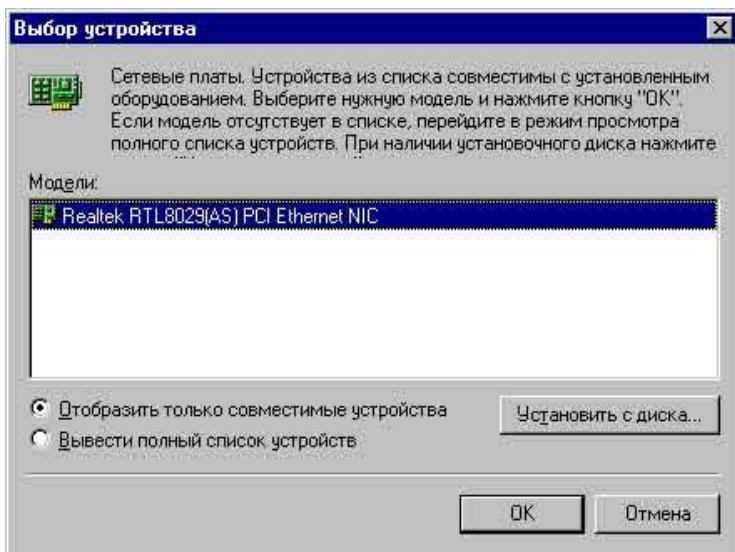 Выбор устройства
Сетевые платы. Устройства из списка совместимы с установленным
оборудованием. Выберите нужную модель и нажмите кнопку "ОК".
Если модель отсутствует в списке, перейдите в режим просмотра
полного списка устройств. При наличии установочного диска нажмите
Модели:
Realtek RTL8029(AS) PCI Ethernet NIC
Отобразить только совместимые устройства
Установить с диска...
Вывести полный список устройств
ОК
Отмена